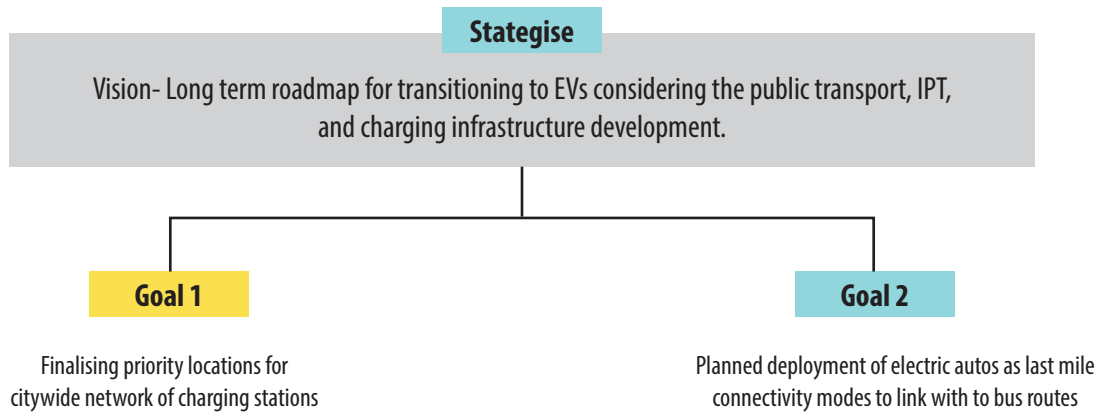 Stategise
Vision- Long term roadmap for transitioning to EVs considering the public transport, IPT,
and charging infrastructure development.
Goal 1
Finalising priority locations for
citywide network of charging stations
Goal 2
Planned deployment of electric autos as last mile
connectivity modes to link with to bus routes